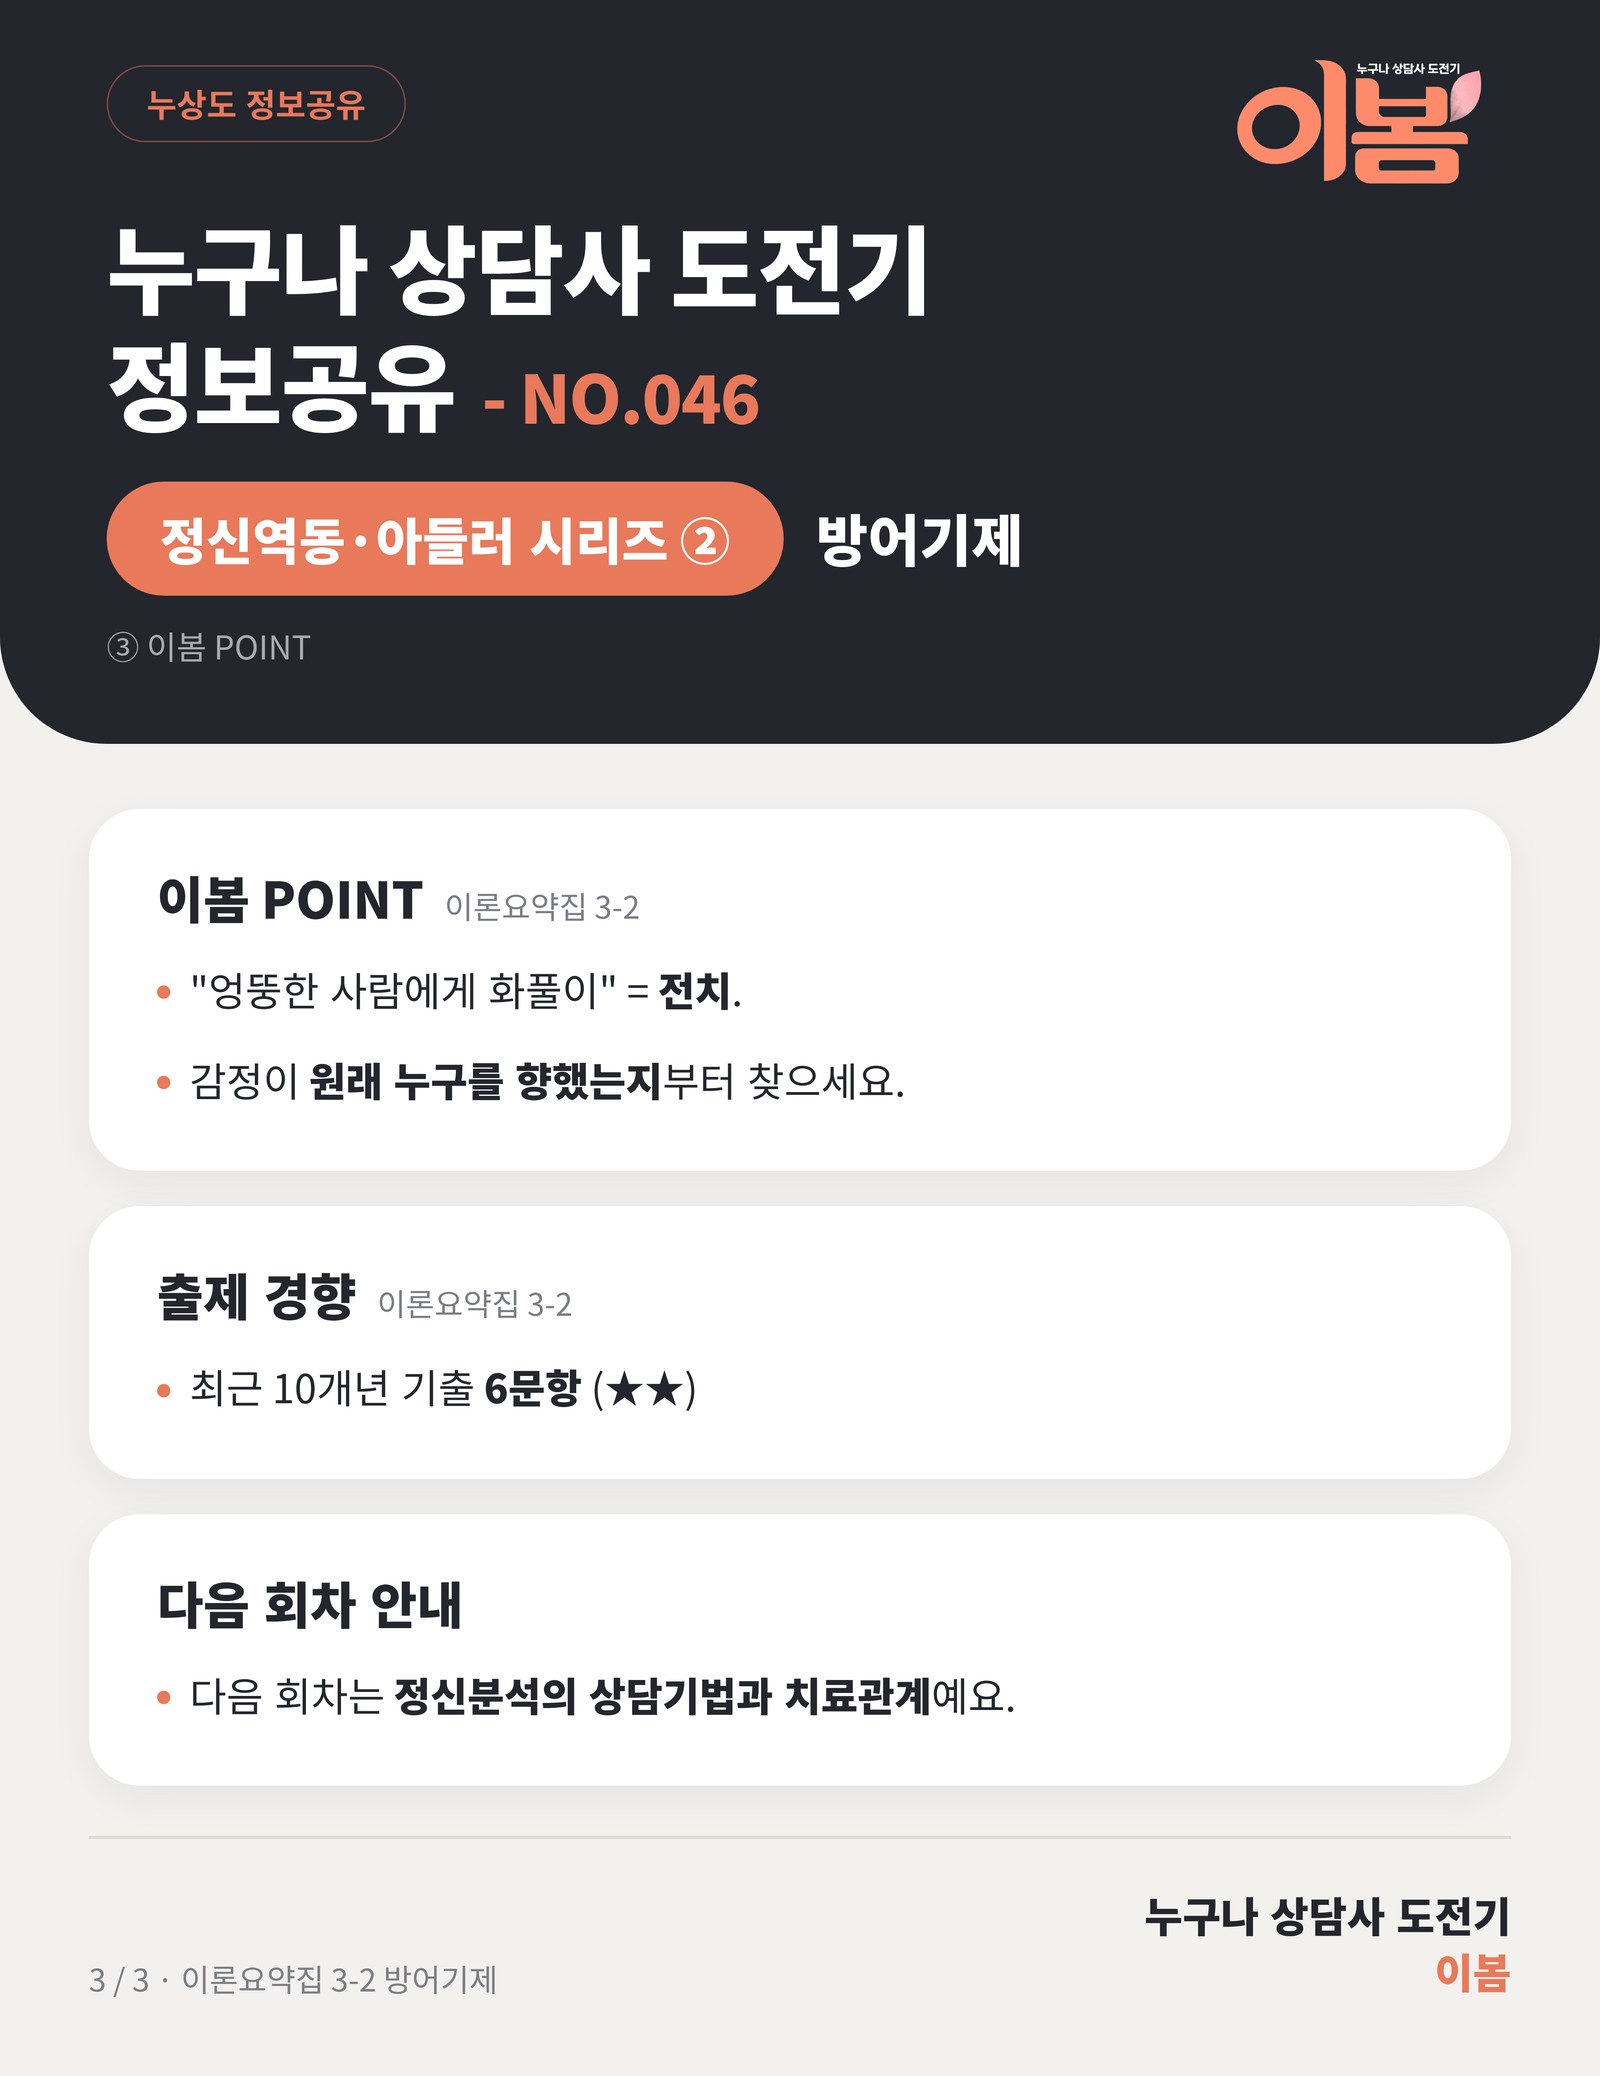 누상도 정보공유
누구나 상담사 도전기
이봄
누구나 상담사 도전기
정보공유 - NO.046
정신역동·아들러 시리즈 ② 방어기제
③ 이봄 POINT
이봄 POINT 이론요약집 3-2
• "엉뚱한 사람에게 화풀이" = 전치.
• 감정이 원래 누구를 향했는지부터 찾으세요.
출제 경향 이론요약집 3-2
• 최근 10개년 기출 6문항 (★★)
다음 회차 안내
• 다음 회차는 정신분석의 상담기법과 치료관계예요.
누구나 상담사 도전기
이봄
3 / 3 · 이론요약집 3-2 방어기제